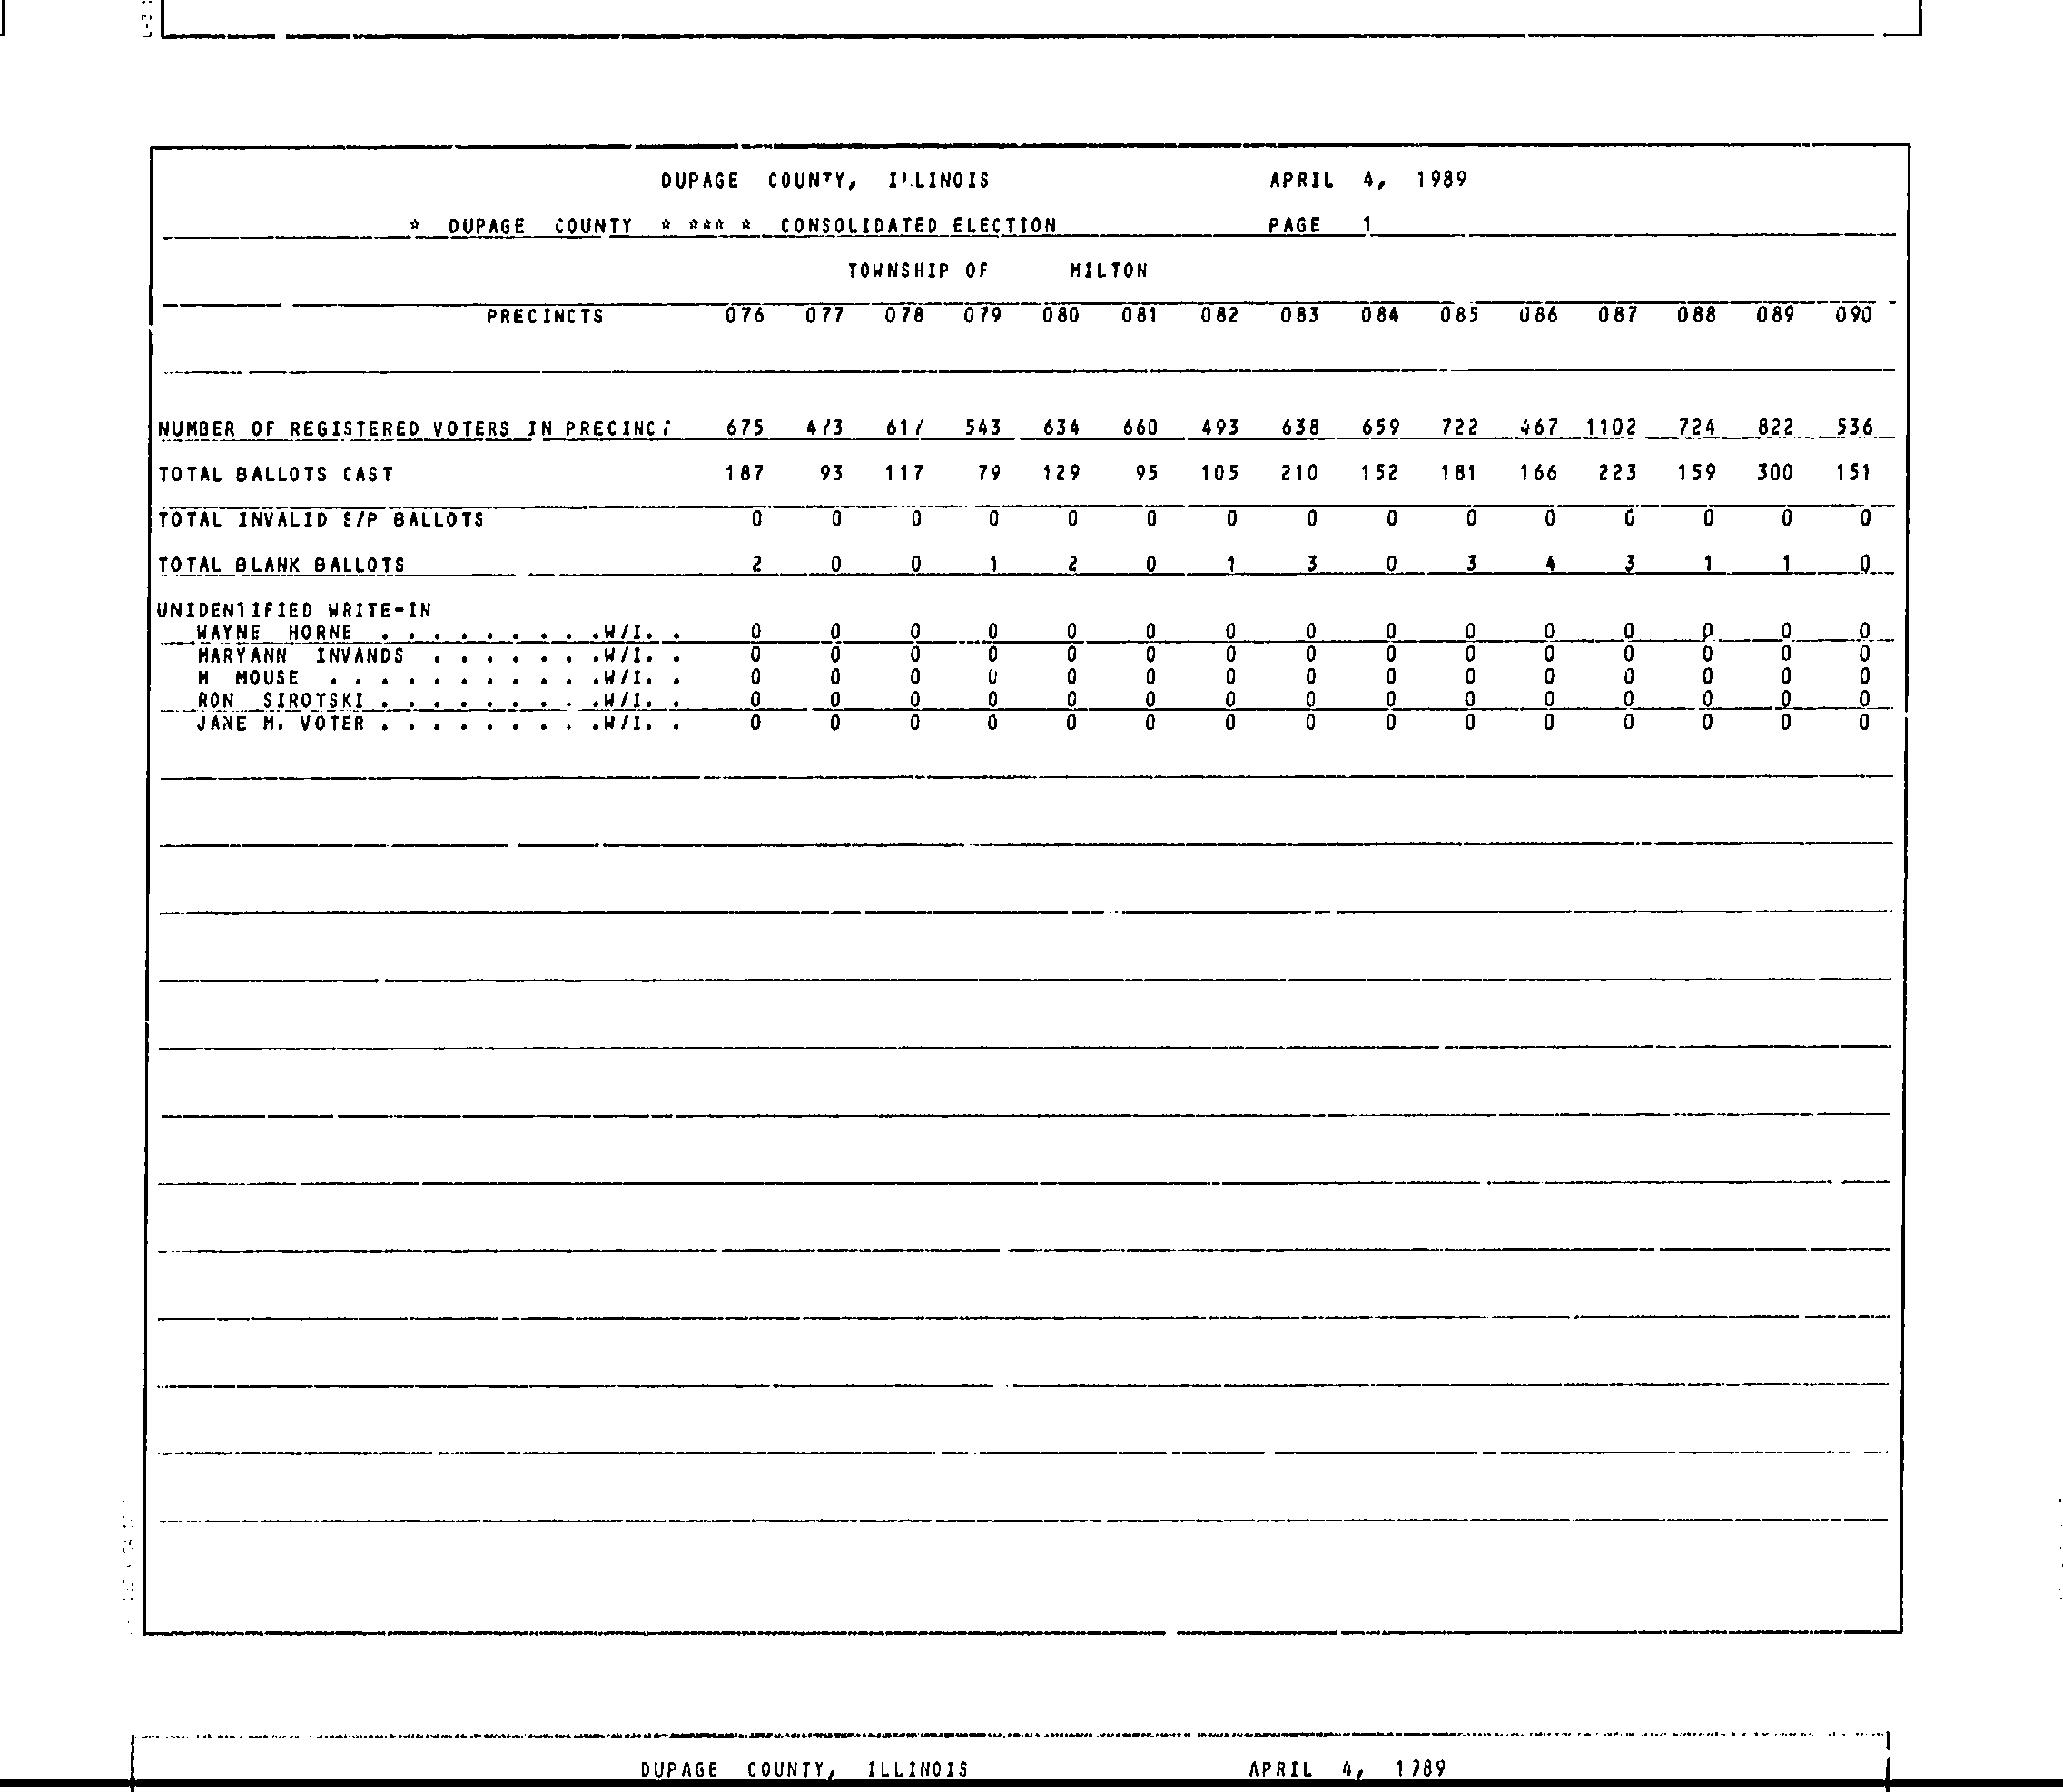 DUPAGE COUNTY, ILLINOIS APRIL 4, 1989
* DUPAGE COUNTY * *** * CONSOLIDATED ELECTION PAGE 1
TOWNSHIP OF MILTON
PRECINCTS 076 077 078 079 080 081 082 083 084 085 086 087 088 089 090
NUMBER OF REGISTERED VOTERS IN PRECINCT 675 473 617 543 634 660 493 638 659 722 467 1102 724 822 536
TOTAL BALLOTS CAST 187 93 117 79 129 95 105 210 152 181 166 223 159 300 151
TOTAL INVALID S/P BALLOTS 0 0 0 0 0 0 0 0 0 0 0 0 0 0 0
TOTAL BLANK BALLOTS 2 0 0 1 2 0 1 3 0 3 4 3 1 1 0
UNIDENTIFIED WRITE-IN
WAYNE HORNE . . . . . . . . .W/I. . 0 0 0 0 0 0 0 0 0 0 0 0 0 0 0
MARYANN INVANDS . . . . . . .W/I. . 0 0 0 0 0 0 0 0 0 0 0 0 0 0 0
M MOUSE . . . . . . . . . . .W/I. . 0 0 0 0 0 0 0 0 0 0 0 0 0 0 0
RON SIROTSKI . . . . . . . . .W/I. . 0 0 0 0 0 0 0 0 0 0 0 0 0 0 0
JANE M. VOTER . . . . . . . . .W/I. . 0 0 0 0 0 0 0 0 0 0 0 0 0 0 0
DUPAGE COUNTY, ILLINOIS APRIL 4, 1989